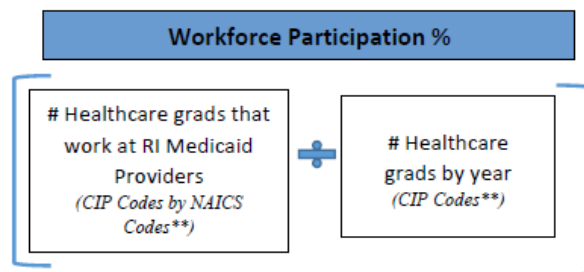 Workforce Participation %
# Healthcare grads that
work at RI Medicaid
Providers
(CIP Codes by NAICS
Codes**)
÷
# Healthcare
grads by year
(CIP Codes**)